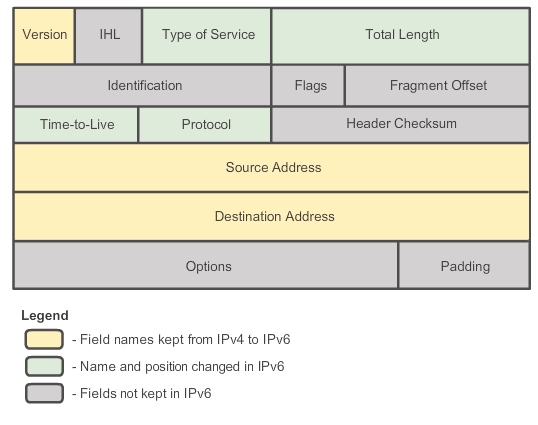 Version IHL Type of Service Total Length
Identification Flags Fragment Offset
Time-to-Live Protocol Header Checksum
Source Address
Destination Address
Options Padding
Legend
- Field names kept from IPv4 to IPv6
- Name and position changed in IPv6
- Fields not kept in IPv6